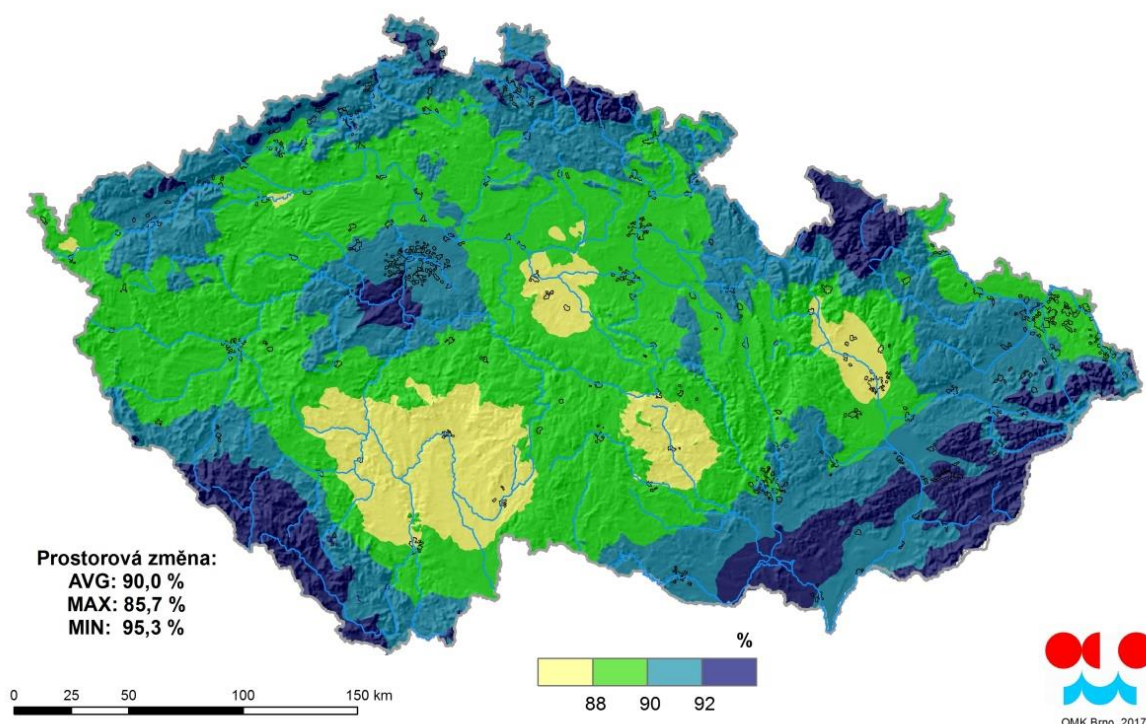 Prostorová změna:
AVG: 90,0 %
MAX: 85,7 %
MIN: 95,3 %
%
88 90 92
0 25 50 100 150 km
OMK Brno, 2017